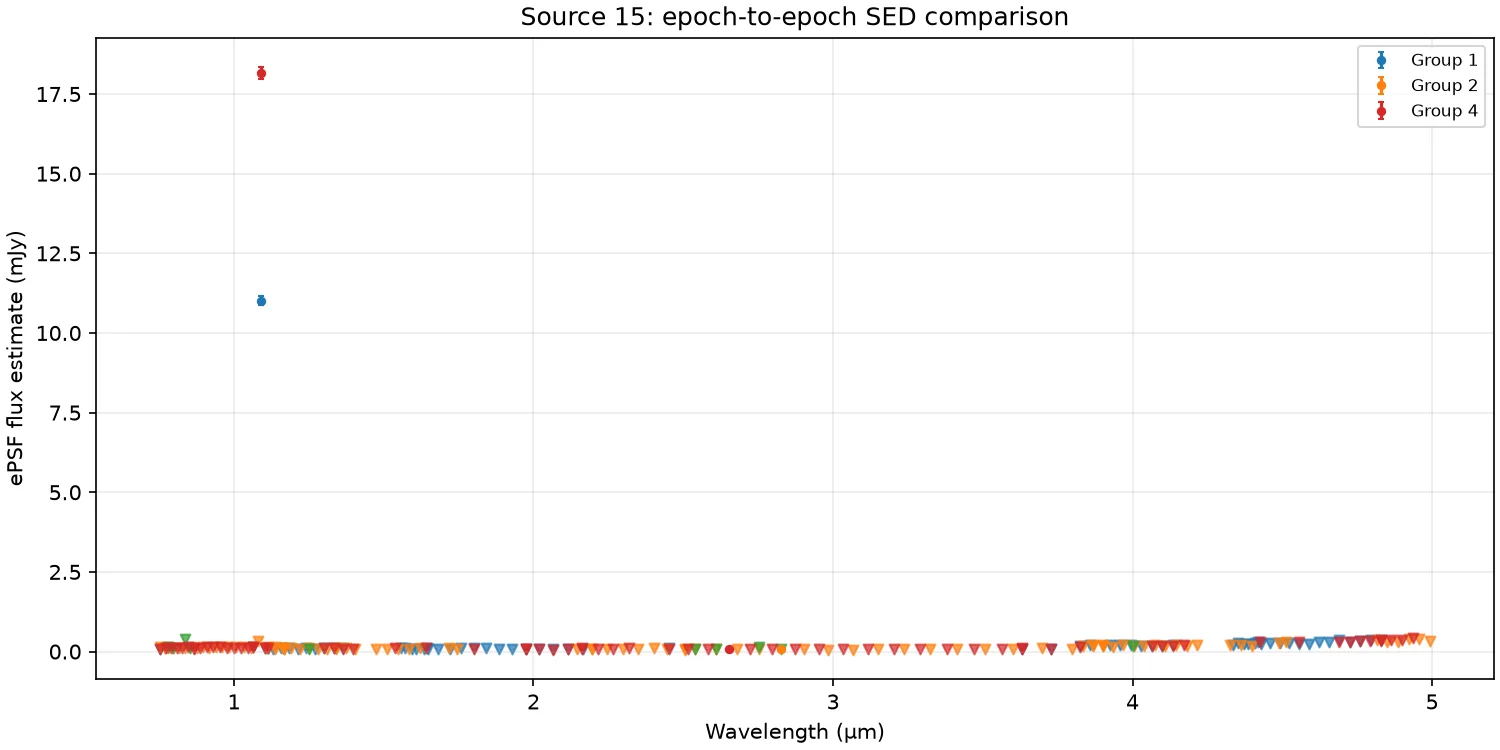 Source 15: epoch-to-epoch SED comparison
Group 1
Group 2
Group 4
ePSF flux estimate (mJy)
17.5
15.0
12.5
10.0
7.5
5.0
2.5
0.0
1 2 3 4 5
Wavelength (µm)